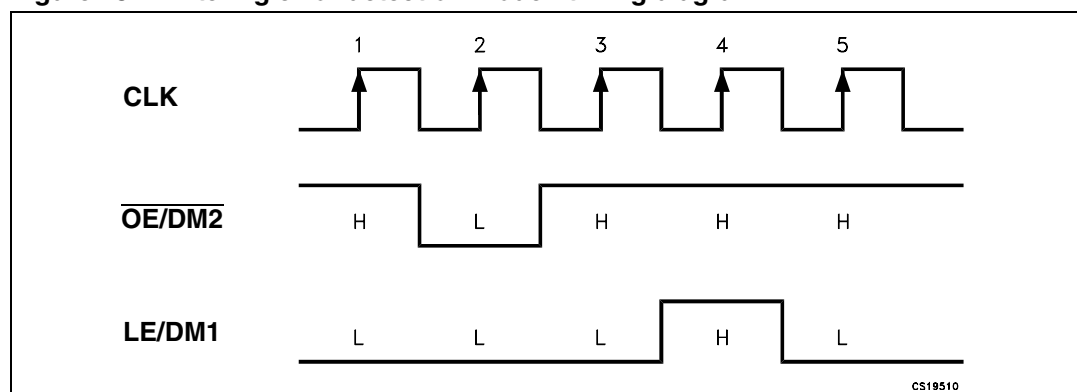 1 2 3 4 5
CLK
OE/DM2 H L H H H
LE/DM1 L L L H L
CS19510